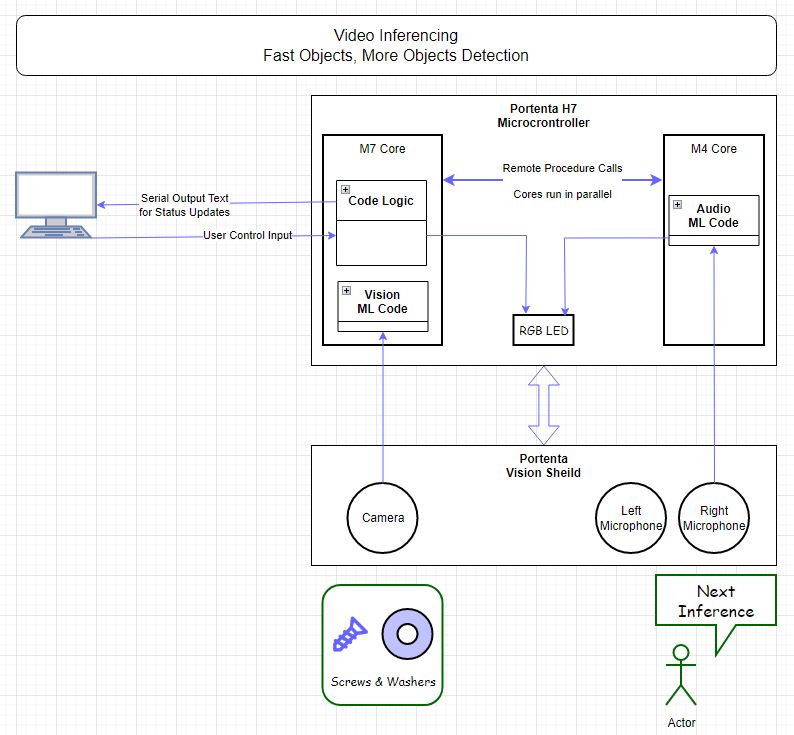 Video Inferencing
Fast Objects, More Objects Detection
Portenta H7
Microcrontroller
M7 Core
M4 Core
Remote Procedure Calls
Cores run in parallel
Code Logic
Audio
ML Code
Serial Output Text
for Status Updates
User Control Input
Vision
ML Code
RGB LED
Portenta
Vision Sheild
Camera
Left
Microphone
Right
Microphone
Next
Inference
Screws & Washers
Actor